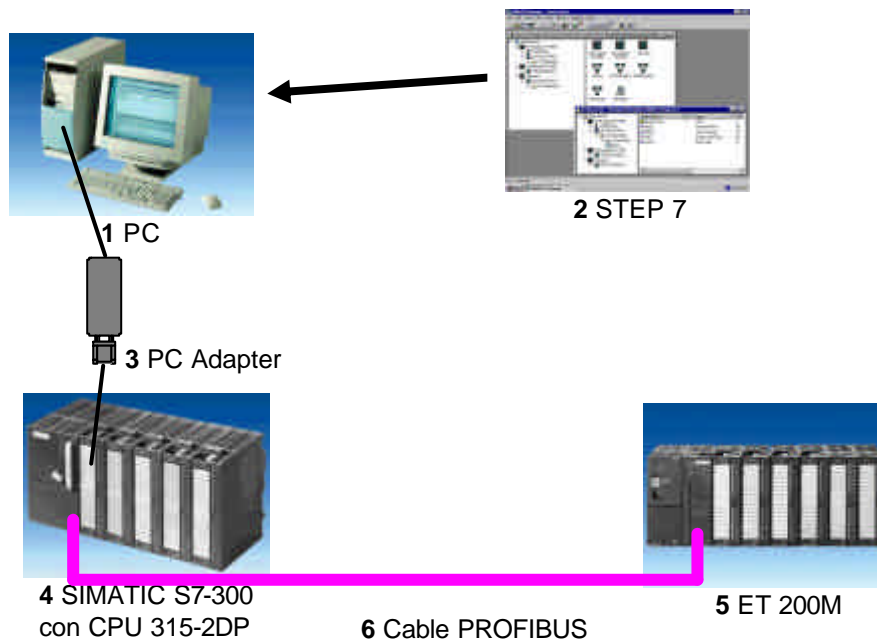 2 STEP 7
1 PC
3 PC Adapter
4 SIMATIC S7-300
con CPU 315-2DP
5 ET 200M
6 Cable PROFIBUS